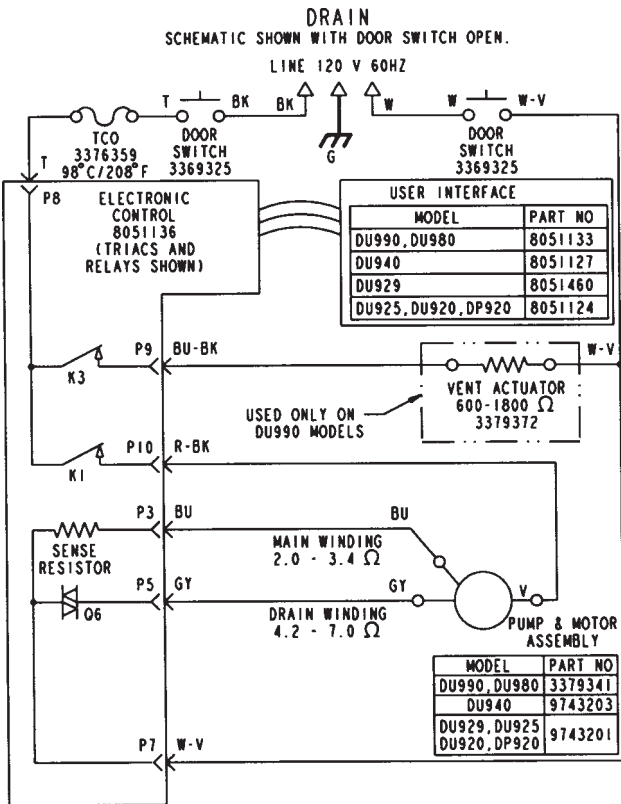 DRAIN
SCHEMATIC SHOWN WITH DOOR SWITCH OPEN.
LINE 120 V 60HZ
T
BK
BK
W
W
W-V
TCO
3376359
98°C/208°F
DOOR
SWITCH
3369325
G
DOOR
SWITCH
3369325
T
P8
ELECTRONIC
CONTROL
8051136
(TRIACS AND
RELAYS SHOWN)
USER INTERFACE
MODEL PART NO
DU990,DU980 8051133
DU940 8051127
DU929 8051460
DU925,DU920,DP920 8051124
K3
P9
BU-BK
W-V
VENT ACTUATOR
600-1800 Ω
3379372
USED ONLY ON
DU990 MODELS
K1
P10
R-BK
P3
BU
BU
SENSE
RESISTOR
MAIN WINDING
2.0 - 3.4 Ω
P5
GY
GY
V
Q6
DRAIN WINDING
4.2 - 7.0 Ω
PUMP & MOTOR
ASSEMBLY
MODEL PART NO
DU990,DU980 3379341
DU940 9743203
DU929,DU925
DU920,DP920 9743201
P7
W-V